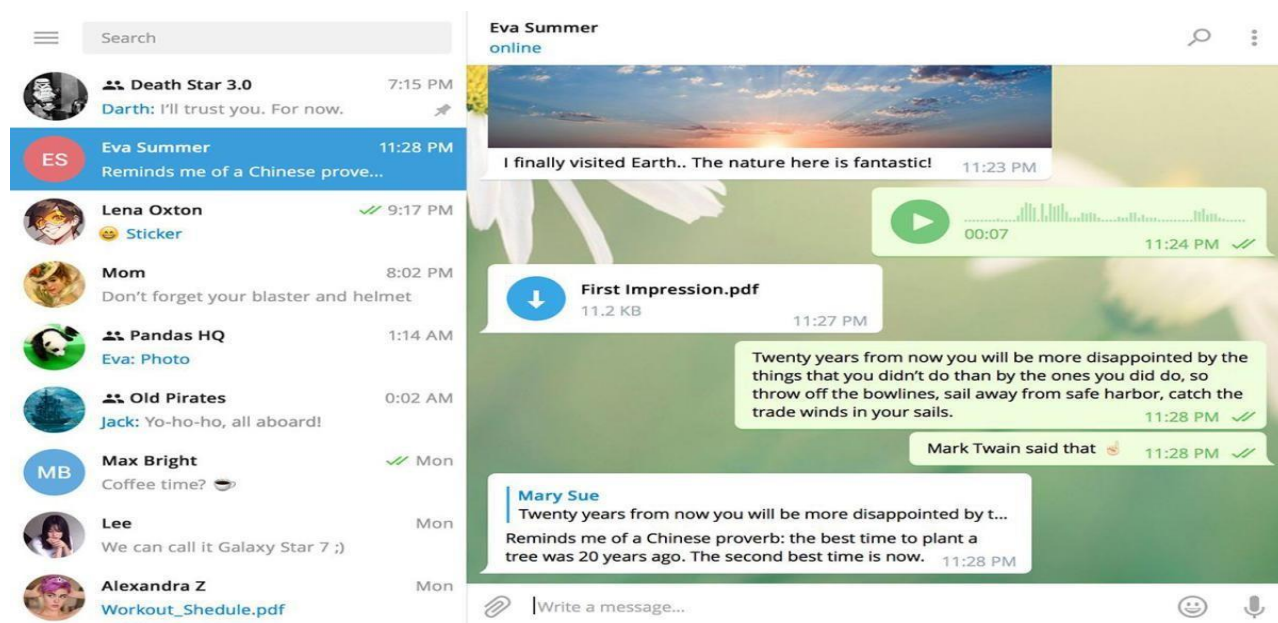 Search
Death Star 3.0 7:15 PM
Darth: I'll trust you. For now.
ES
Eva Summer 11:28 PM
Reminds me of a Chinese prove...
Lena Oxton 9:17 PM
😄 Sticker
Mom 8:02 PM
Don't forget your blaster and helmet
Pandas HQ 1:14 AM
Eva: Photo
Old Pirates 0:02 AM
Jack: Yo-ho-ho, all aboard!
MB
Max Bright Mon
Coffee time? ☕
Lee Mon
We can call it Galaxy Star 7 ;)
Alexandra Z Mon
Workout_Shedule.pdf
Eva Summer
online
I finally visited Earth.. The nature here is fantastic! 11:23 PM
00:07
11:24 PM
First Impression.pdf
11.2 KB
11:27 PM
Twenty years from now you will be more disappointed by the
things that you didn't do than by the ones you did do, so
throw off the bowlines, sail away from safe harbor, catch the
trade winds in your sails. 11:28 PM
Mark Twain said that ☝🏻 11:28 PM
Mary Sue
Twenty years from now you will be more disappointed by t...
Reminds me of a Chinese proverb: the best time to plant a
tree was 20 years ago. The second best time is now. 11:28 PM
Write a message...